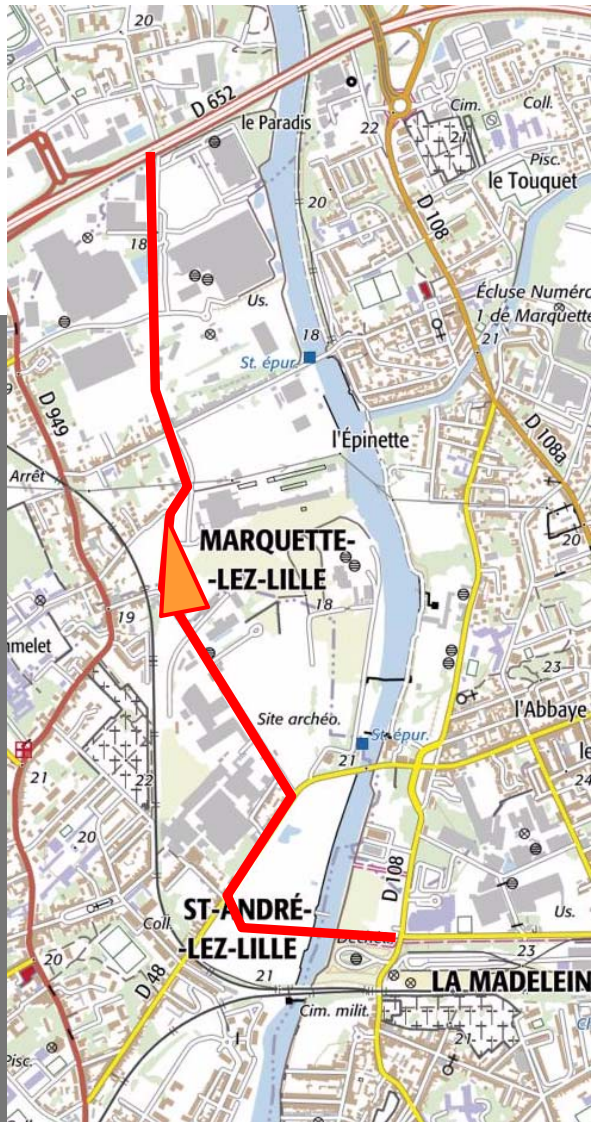 20
20
D 652
le Paradis
22
Cim.
Coll.
21
Pisc.
le Touquet
20
D 108
18
Us.
Écluse Numéro
1 de Marquette
21
18
St. épur.
D 949
l'Épinette
D 108a
Arrêt
20
MARQUETTE-
-LEZ-LILLE
18
19
nmelet
23
l'Abbaye
Site archéo.
St. épur.
le
21
21
22
24
20
D 108
ST-ANDRÉ-
-LEZ-LILLE
Coll.
Us.
23
20
D 48
21
LA MADELEIN
Cim. milit.
21
Pisc.